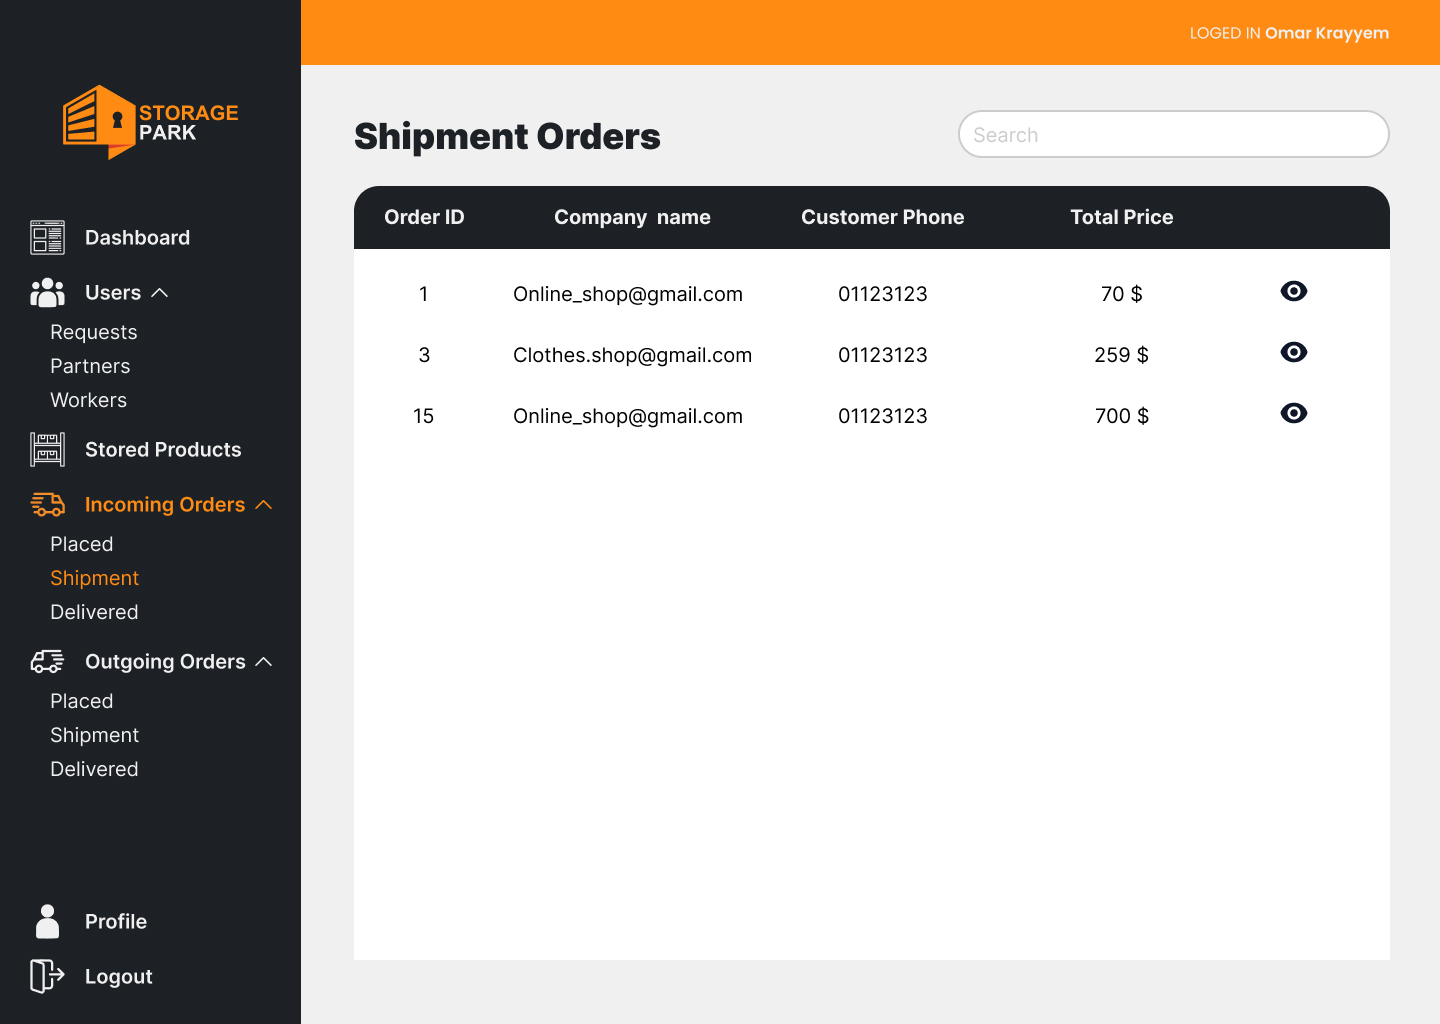 LOGED IN Omar Krayyem
STORAGE
PARK
Dashboard
Users
Requests
Partners
Workers
Stored Products
Incoming Orders
Placed
Shipment
Delivered
Outgoing Orders
Placed
Shipment
Delivered
Profile
Logout
Shipment Orders
Search
Order ID Company name Customer Phone Total Price
1 Online_shop@gmail.com 01123123 70 $
3 Clothes.shop@gmail.com 01123123 259 $
15 Online_shop@gmail.com 01123123 700 $